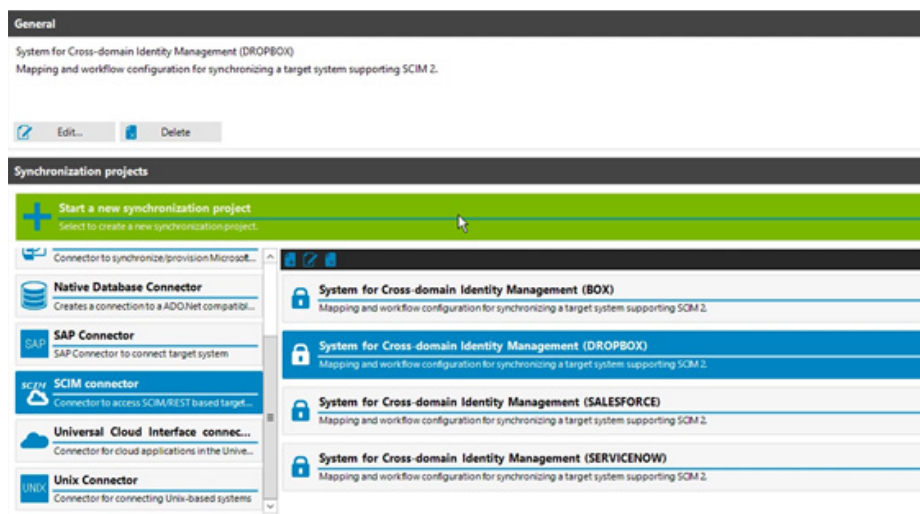 General
System for Cross-domain Identity Management (DROPBOX)
Mapping and workflow configuration for synchronizing a target system supporting SCIM 2.
Edit...
Delete
Synchronization projects
Start a new synchronization project
Select to create a new synchronization project.
Connector to synchronize/provision Microsoft...
Native Database Connector
Creates a connection to a ADO.Net compatibl...
SAP
SAP Connector
SAP Connector to connect target system
SCIM
SCIM connector
Connector to access SCIM/REST based target...
Universal Cloud Interface connec...
Connector for cloud applications in the Unive...
UNIX
Unix Connector
Connector for connecting Unix-based systems
System for Cross-domain Identity Management (BOX)
Mapping and workflow configuration for synchronizing a target system supporting SCIM 2.
System for Cross-domain Identity Management (DROPBOX)
Mapping and workflow configuration for synchronizing a target system supporting SCIM 2.
System for Cross-domain Identity Management (SALESFORCE)
Mapping and workflow configuration for synchronizing a target system supporting SCIM 2.
System for Cross-domain Identity Management (SERVICENOW)
Mapping and workflow configuration for synchronizing a target system supporting SCIM 2.